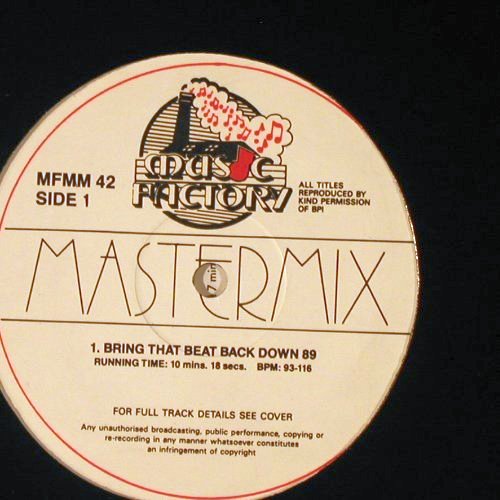 MUSIC
FACTORY
MFMM 42
SIDE 1
ALL TITLES
REPRODUCED BY
KIND PERMISSION
OF BPI
MASTERMIX
7 min
1. BRING THAT BEAT BACK DOWN 89
RUNNING TIME: 10 mins. 18 secs. BPM: 93-116
FOR FULL TRACK DETAILS SEE COVER
Any unauthorised broadcasting, public performance, copying or
re-recording in any manner whatsoever constitutes
an infringement of copyright